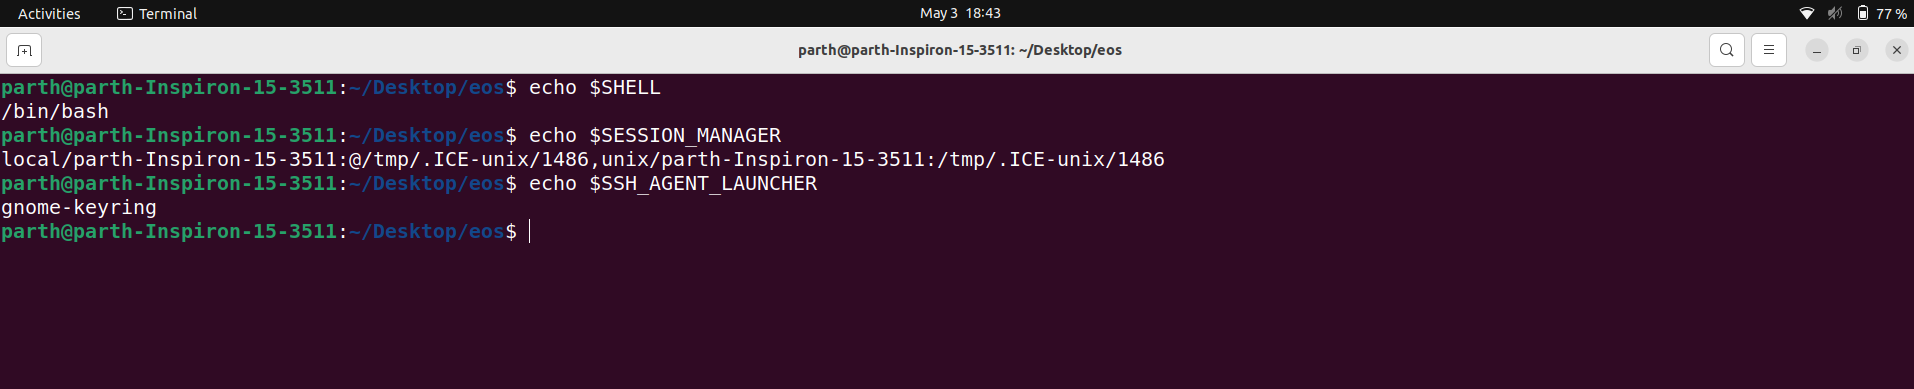 Activities Terminal May 3 18:43 77 %
parth@parth-Inspiron-15-3511: ~/Desktop/eos
parth@parth-Inspiron-15-3511:~/Desktop/eos$ echo $SHELL
/bin/bash
parth@parth-Inspiron-15-3511:~/Desktop/eos$ echo $SESSION_MANAGER
local/parth-Inspiron-15-3511:@/tmp/.ICE-unix/1486,unix/parth-Inspiron-15-3511:/tmp/.ICE-unix/1486
parth@parth-Inspiron-15-3511:~/Desktop/eos$ echo $SSH_AGENT_LAUNCHER
gnome-keyring
parth@parth-Inspiron-15-3511:~/Desktop/eos$